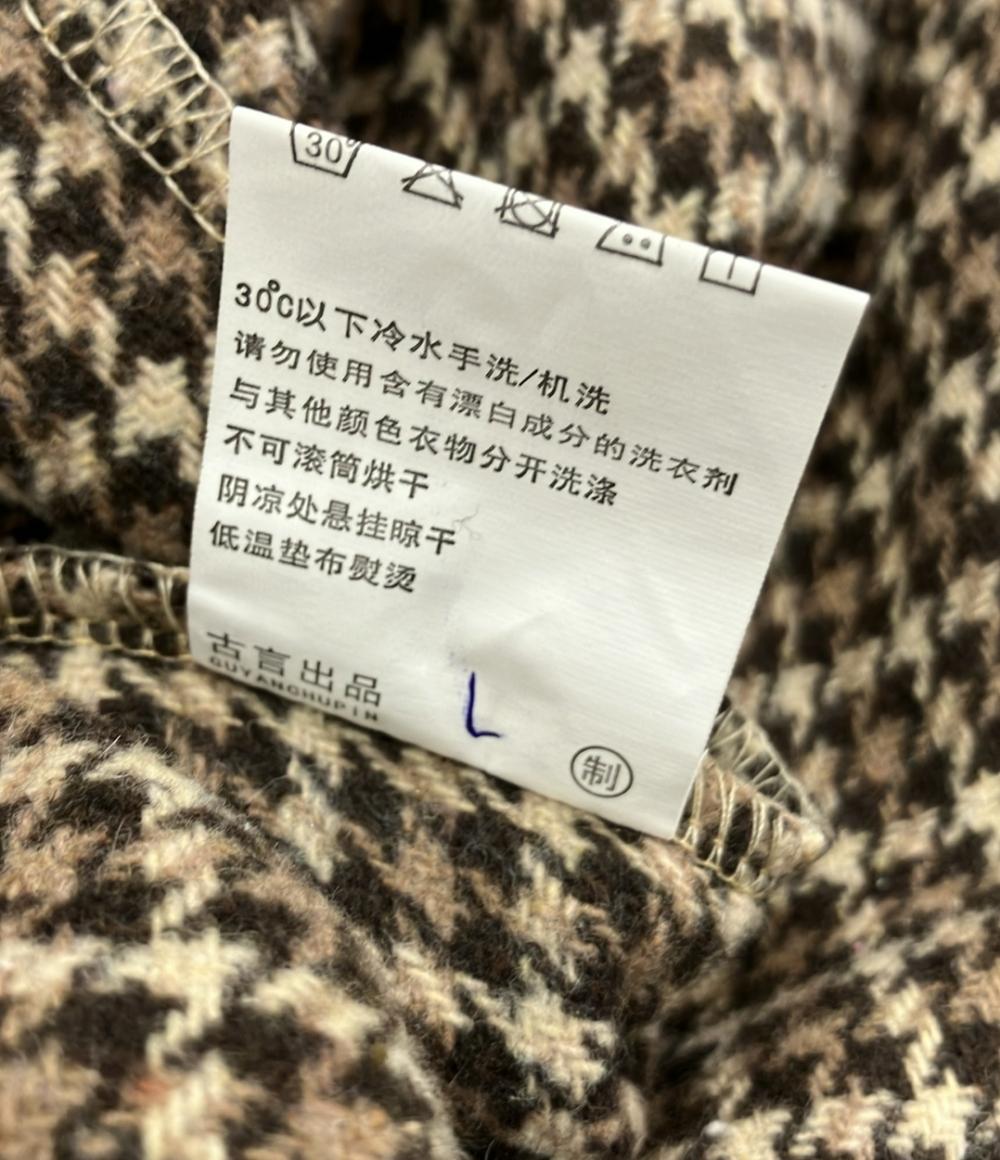 30°
30℃以下冷水手洗/机洗
请勿使用含有漂白成分的洗衣剂
与其他颜色衣物分开洗涤
不可滚筒烘干
阴凉处悬挂晾干
低温垫布熨烫
古言出品
GUYANCHUPIN
L
制